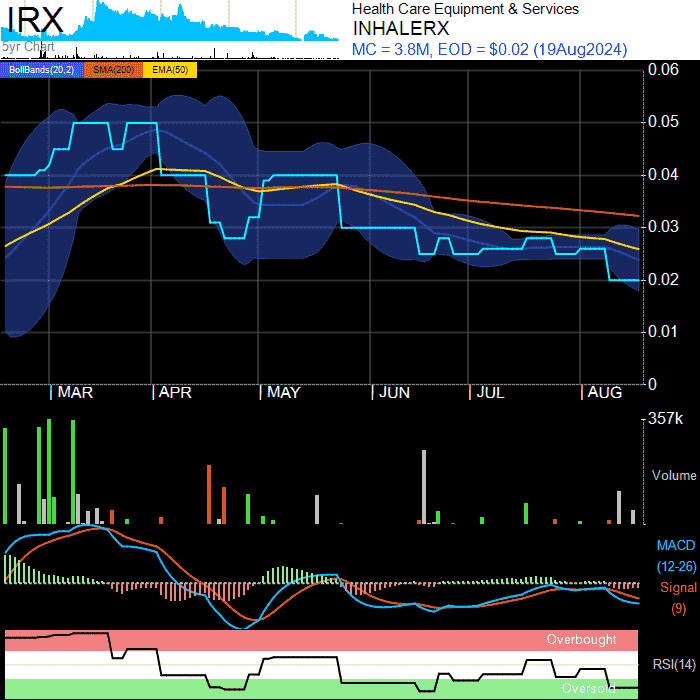 IRX
5yr Chart
Health Care Equipment & Services
INHALERX
MC = 3.8M, EOD = $0.02 (19Aug2024)
BollBands(20,2) SMA(200) EMA(50)
0.06
0.05
0.04
0.03
0.02
0.01
0
MAR APR MAY JUN JUL AUG
357k
Volume
MACD
(12-26)
Signal
(9)
Overbought
RSI(14)
Oversold